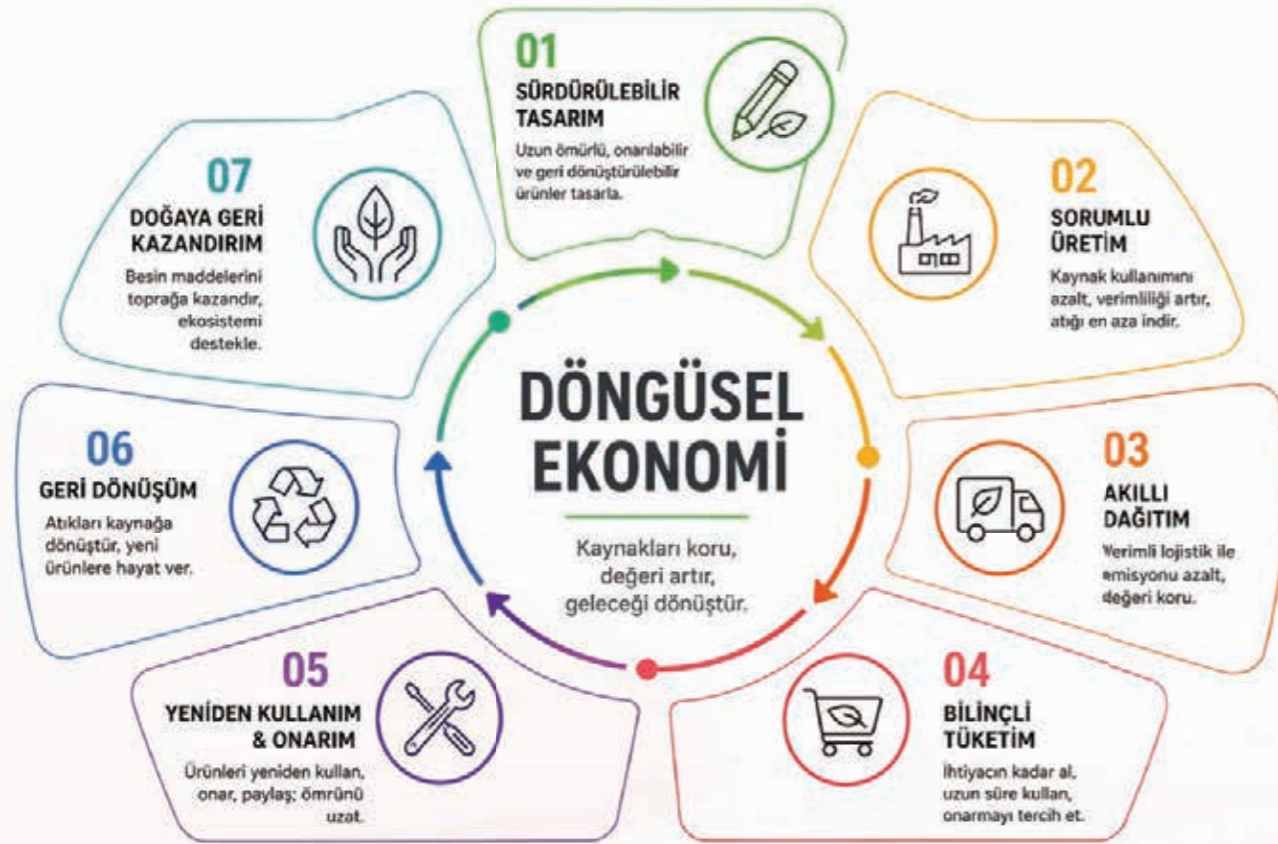 01
SÜRDÜRÜLEBİLİR
TASARIM
Uzun ömürlü, onarılabilir
ve geri dönüştürülebilir
ürünler tasarla.
02
SORUMLU
ÜRETİM
Kaynak kullanımını
azalt, verimliliği artır,
atığı en aza indir.
03
AKILLI
DAĞITIM
Verimli lojistik ile
emisyonu azalt,
değeri koru.
04
BİLİNÇLİ
TÜKETİM
İhtiyacın kadar al,
uzun süre kullan,
onarmayı tercih et.
05
YENİDEN KULLANIM
& ONARIM
Ürünleri yeniden kullan,
onar, paylaş; ömrünü
uzat.
06
GERİ DÖNÜŞÜM
Atıkları kaynağa
dönüştür, yeni
ürünlere hayat ver.
07
DOĞAYA GERİ
KAZANDIRIM
Besin maddelerini
toprağa kazandır,
ekosistemi
destekle.
DÖNGÜSEL
EKONOMİ
Kaynakları koru,
değeri artır,
geleceği dönüştür.